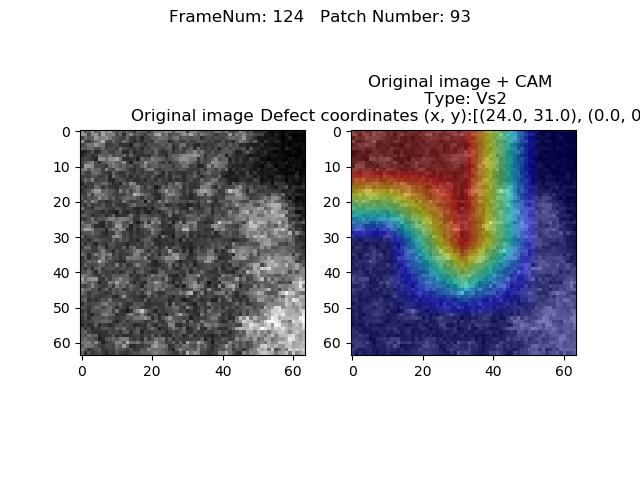 FrameNum: 124   Patch Number: 93
Original image + CAM
Type: Vs2
Original image Defect coordinates (x, y):[(24.0, 31.0), (0.0, 0
0
10
20
30
40
50
60
0 20 40 60
0
10
20
30
40
50
60
0 20 40 60